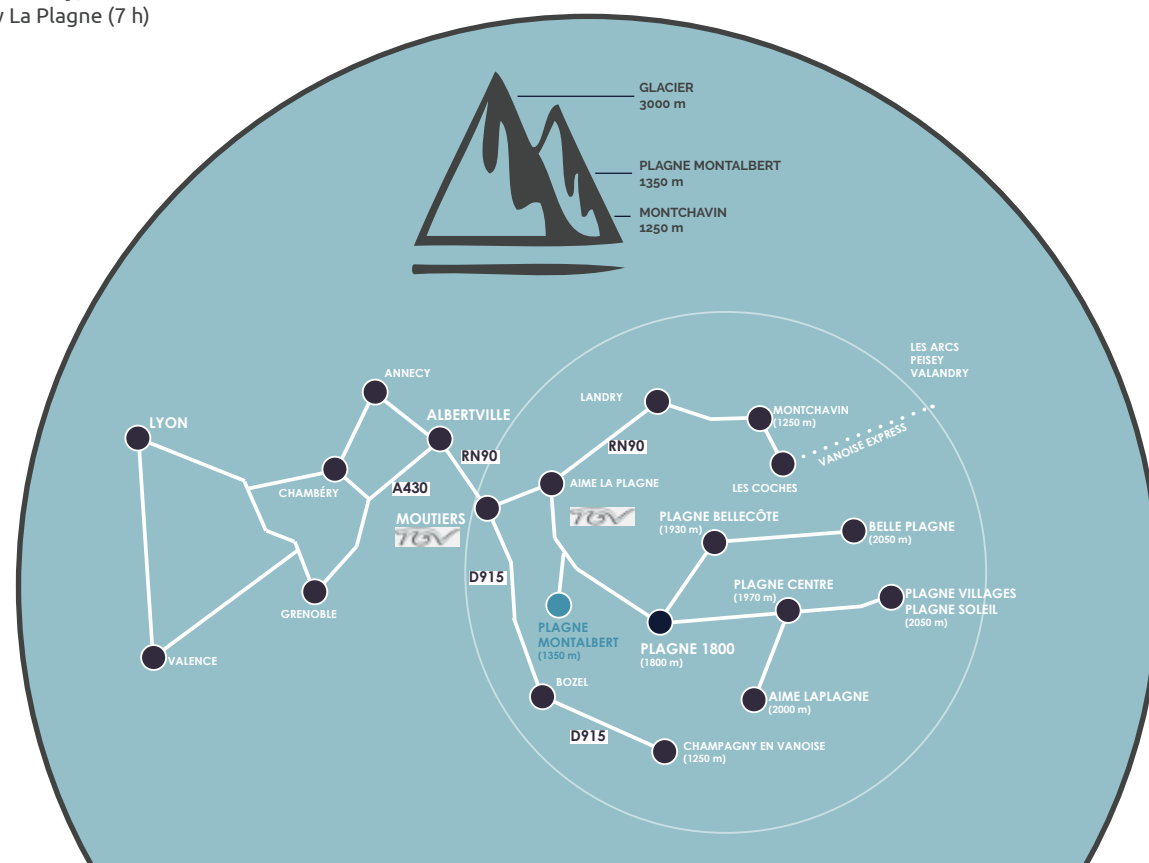 y La Plagne (7 h)
GLACIER
3000 m
PLAGNE MONTALBERT
1350 m
MONTCHAVIN
1250 m
LES ARCS
PEISEY
VALANDRY
ANNECY
LANDRY
MONTCHAVIN
(1250 m)
LYON
ALBERTVILLE
VANOISE EXPRESS
RN90
RN90
CHAMBÉRY
A430
AIME LA PLAGNE
LES COCHES
MOUTIERS
TGV
TGV
PLAGNE BELLECÔTE
(1930 m)
BELLE PLAGNE
(2050 m)
D915
PLAGNE CENTRE
(1970 m)
PLAGNE VILLAGES
PLAGNE SOLEIL
(2050 m)
GRENOBLE
PLAGNE
MONTALBERT
(1350 m)
PLAGNE 1800
(1800 m)
VALENCE
BOZEL
AIME LAPLAGNE
(2000 m)
D915
CHAMPAGNY EN VANOISE
(1250 m)